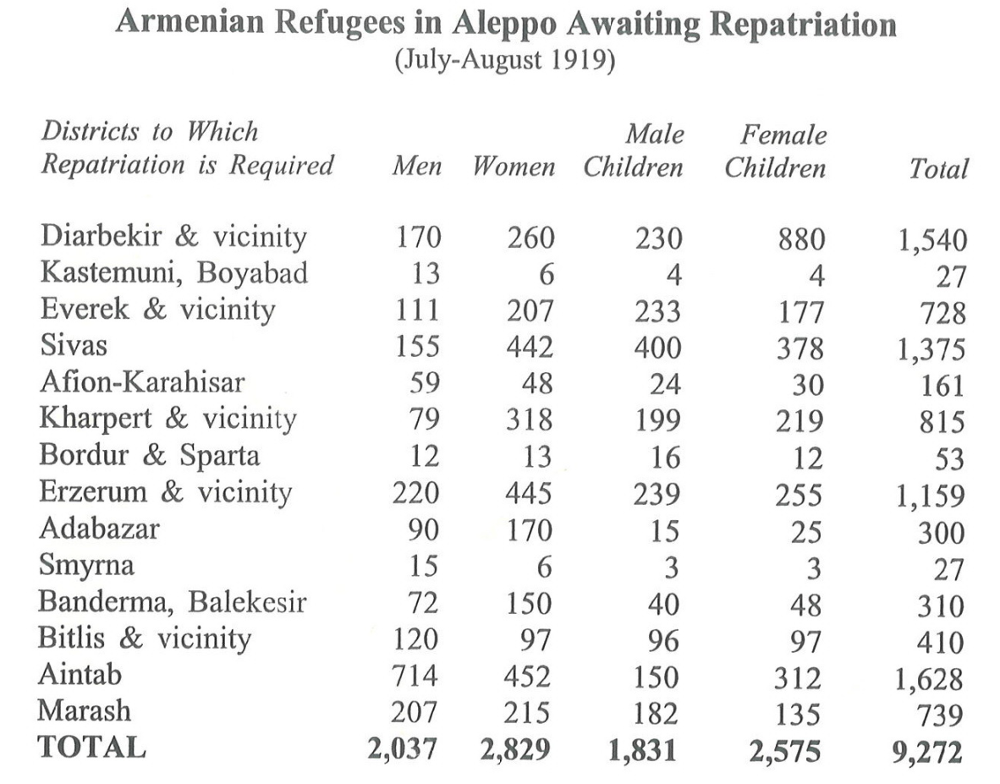 Armenian Refugees in Aleppo Awaiting Repatriation
(July-August 1919)
Districts to Which Male Female
Repatriation is Required Men Women Children Children Total
Diarbekir & vicinity 170 260 230 880 1,540
Kastemuni, Boyabad 13 6 4 4 27
Everek & vicinity 111 207 233 177 728
Sivas 155 442 400 378 1,375
Afion-Karahisar 59 48 24 30 161
Kharpert & vicinity 79 318 199 219 815
Bordur & Sparta 12 13 16 12 53
Erzerum & vicinity 220 445 239 255 1,159
Adabazar 90 170 15 25 300
Smyrna 15 6 3 3 27
Banderma, Balekesir 72 150 40 48 310
Bitlis & vicinity 120 97 96 97 410
Aintab 714 452 150 312 1,628
Marash 207 215 182 135 739
TOTAL 2,037 2,829 1,831 2,575 9,272